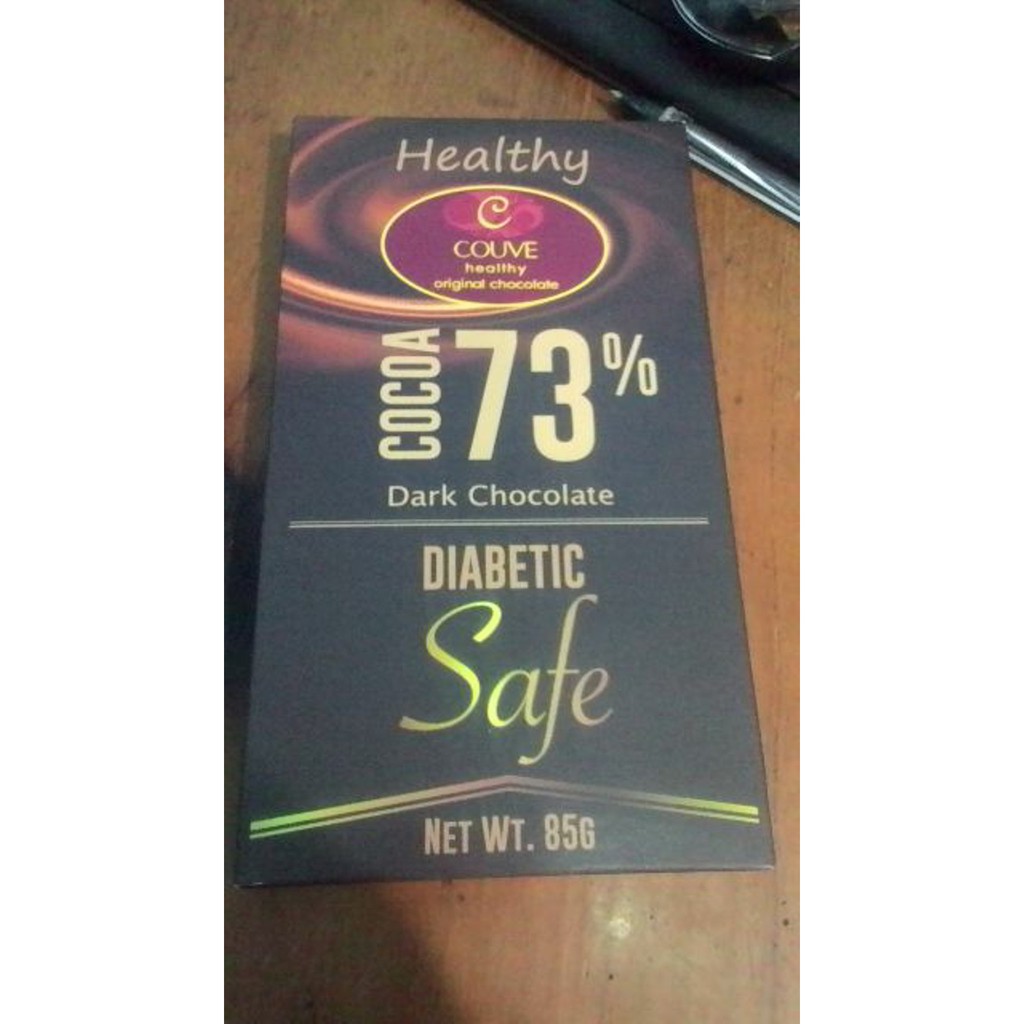 Healthy
C
COUVE
healthy
original chocolate
COCOA 73%
Dark Chocolate
DIABETIC
Safe
NET WT. 85G